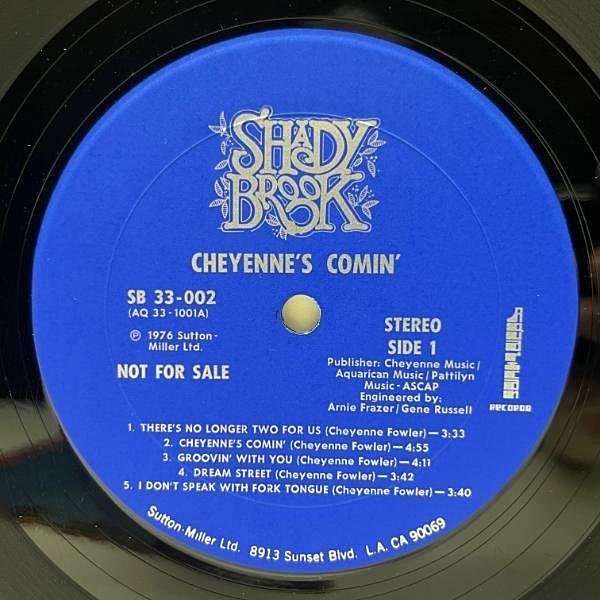 SHADY
BROOK
CHEYENNE'S COMIN'
SB 33-002
(AQ 33-1001A)
℗ 1976 Sutton-
Miller Ltd.
NOT FOR SALE
STEREO
SIDE 1
Publisher: Cheyenne Music/
Aquarican Music/Pattilyn
Music-ASCAP
Engineered by:
Arnie Frazer/Gene Russell
RECORDS
1. THERE'S NO LONGER TWO FOR US (Cheyenne Fowler)—3:33
2. CHEYENNE'S COMIN' (Cheyenne Fowler)—4:55
3. GROOVIN' WITH YOU (Cheyenne Fowler)—4:11
4. DREAM STREET (Cheyenne Fowler)—3:42
5. I DON'T SPEAK WITH FORK TONGUE (Cheyenne Fowler)—3:40
Sutton-Miller Ltd. 8913 Sunset Blvd. L.A. CA 90069